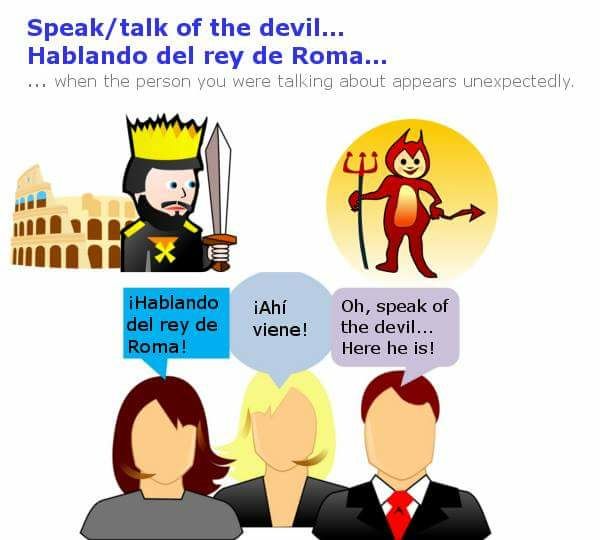 Speak/talk of the devil...
Hablando del rey de Roma...
... when the person you were talking about appears unexpectedly.
¡Hablando
del rey de
Roma!
¡Ahí
viene!
Oh, speak of
the devil...
Here he is!